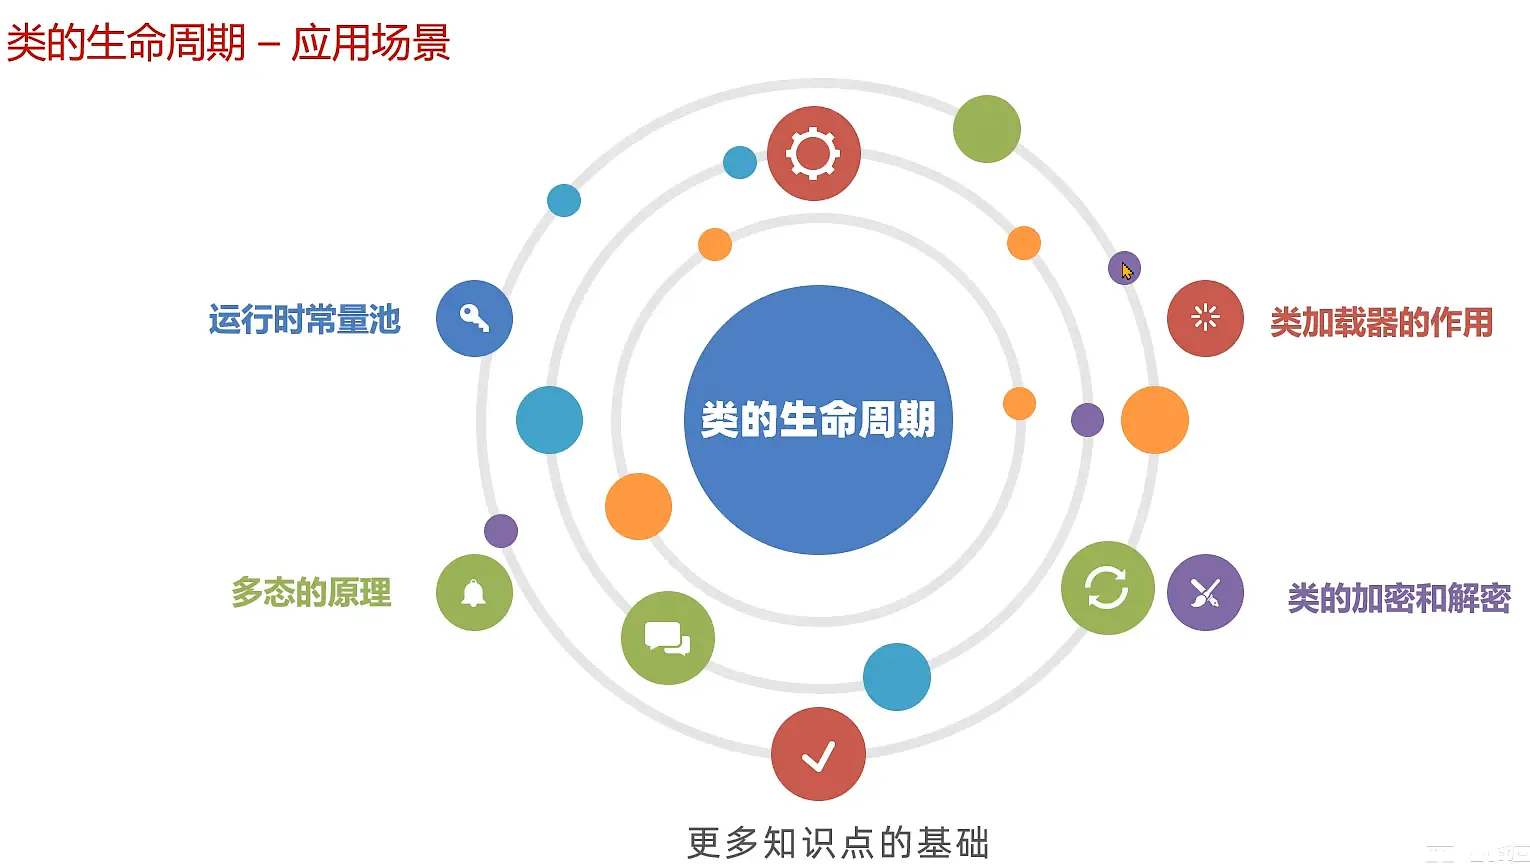 类的生命周期 – 应用场景
运行时常量池
类加载器的作用
类的生命周期
多态的原理
类的加密和解密
更多知识点的基础